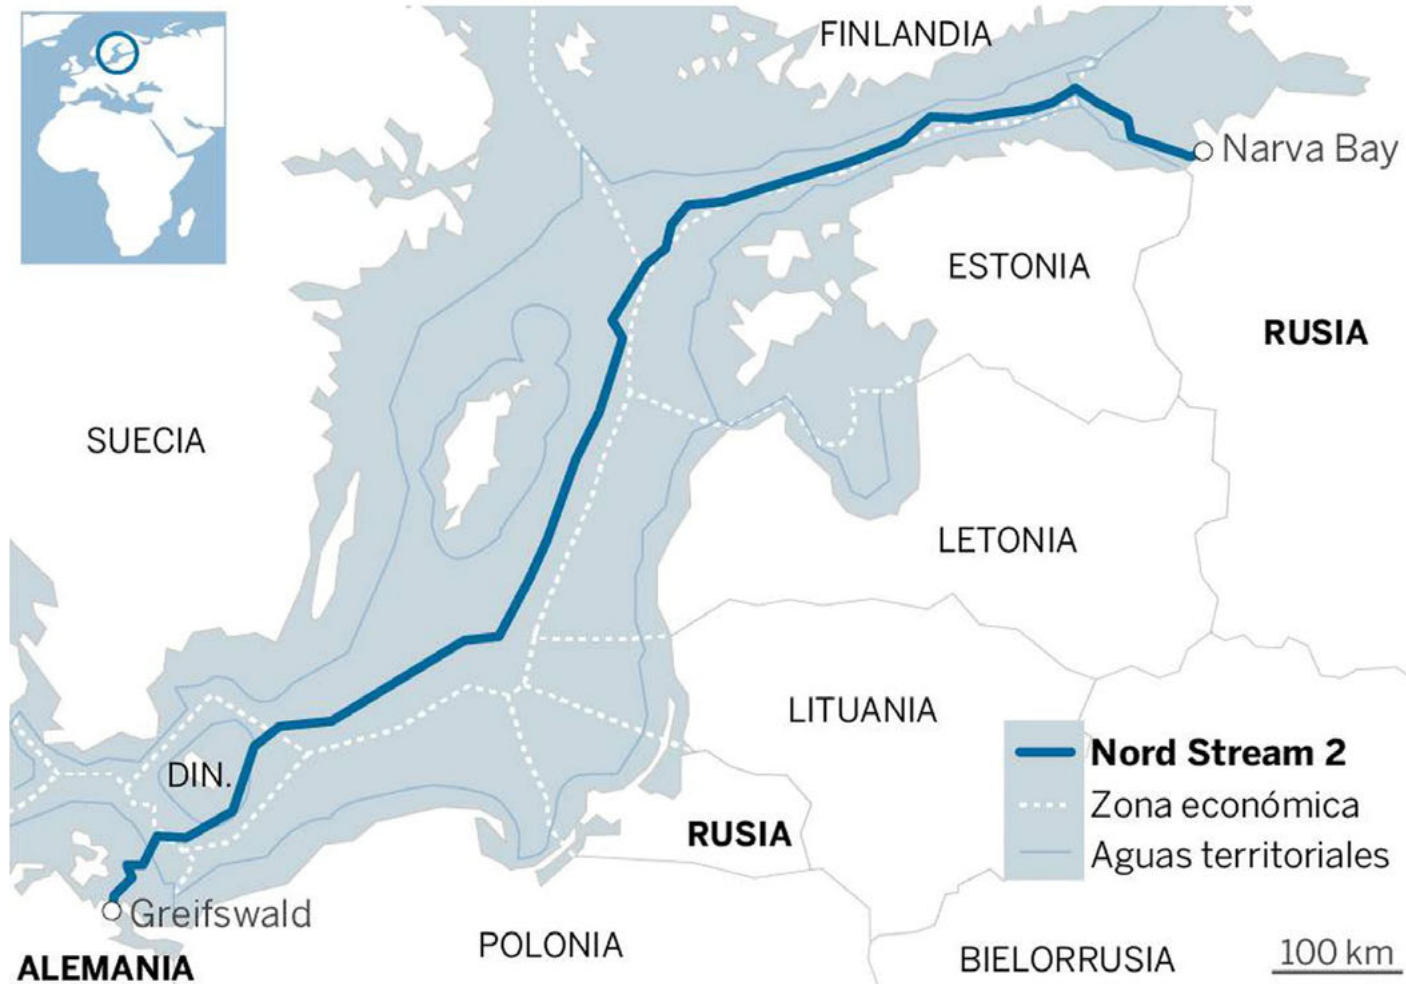 FINLANDIA
Narva Bay
ESTONIA
RUSIA
SUECIA
LETONIA
LITUANIA
Nord Stream 2
DIN.
Zona económica
RUSIA
Aguas territoriales
Greifswald
POLONIA
BIELORRUSIA
100 km
ALEMANIA